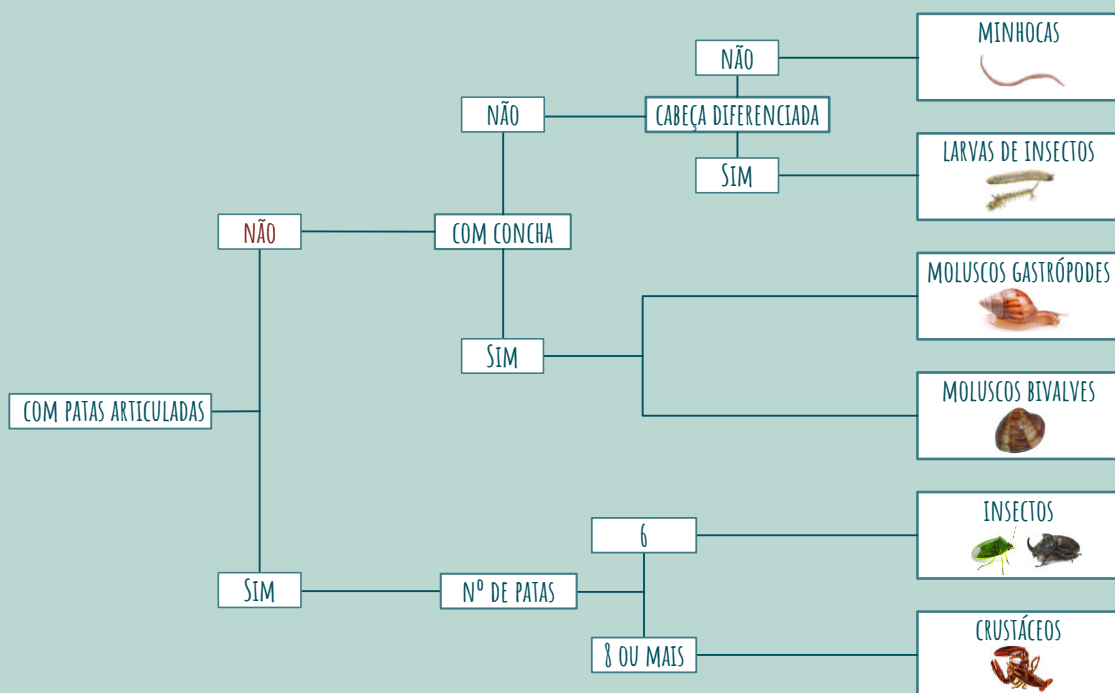 MINHOCAS
NÃO
NÃO
CABEÇA DIFERENCIADA
LARVAS DE INSECTOS
SIM
NÃO
COM CONCHA
MOLUSCOS GASTRÓPODES
SIM
MOLUSCOS BIVALVES
COM PATAS ARTICULADAS
INSECTOS
6
SIM
Nº DE PATAS
CRUSTÁCEOS
8 OU MAIS